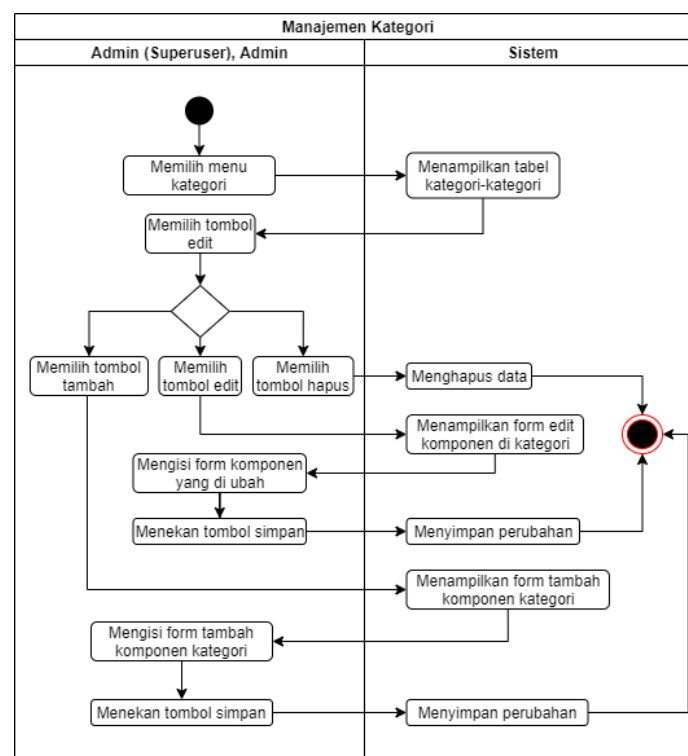 Manajemen Kategori
Admin (Superuser), Admin
Sistem
Memilih menu
kategori
Menampilkan tabel
kategori-kategori
Memilih tombol
edit
Memilih tombol
tambah
Memilih
tombol edit
Memilih
tombol hapus
Menghapus data
Menampilkan form edit
komponen di kategori
Mengisi form komponen
yang di ubah
Menekan tombol simpan
Menyimpan perubahan
Menampilkan form tambah
komponen kategori
Mengisi form tambah
komponen kategori
Menekan tombol simpan
Menyimpan perubahan